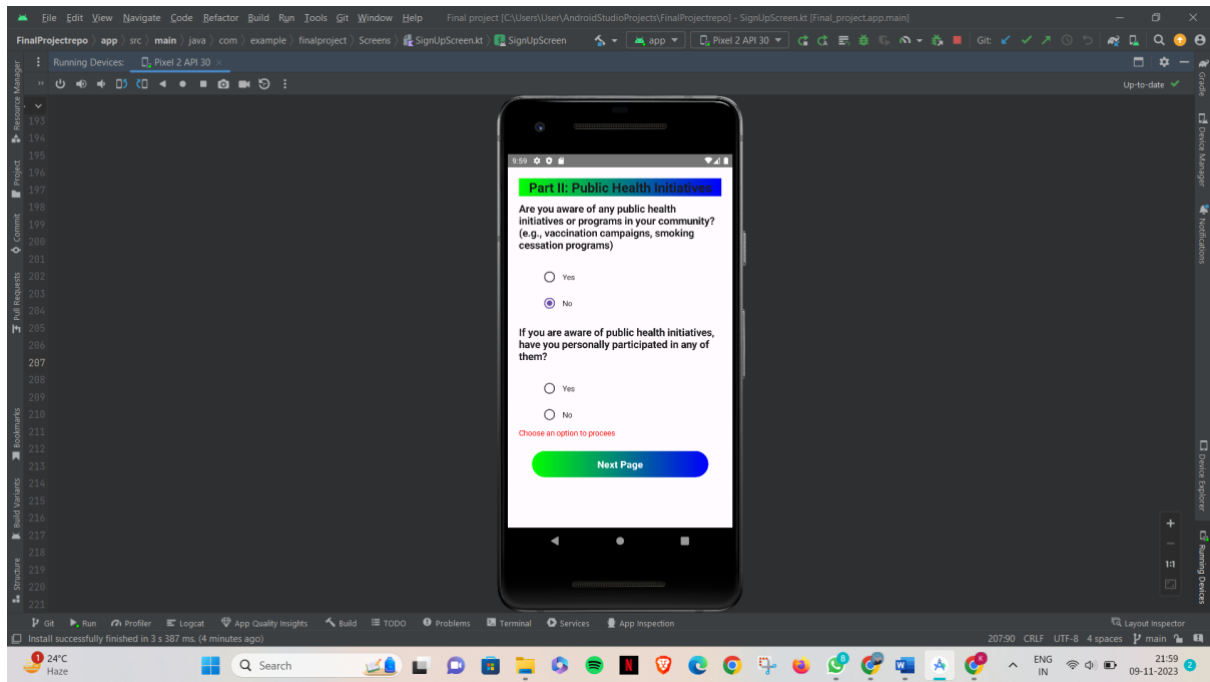 File Edit View Navigate Code Refactor Build Run Tools Git Window Help Final project [C:\Users\User\AndroidStudioProjects\FinalProjectrepo] - SignUpScreen.kt [Final_project.app.main]
FinalProjectrepo app src main java com example finalproject Screens SignUpScreen.kt SignUpScreen app Pixel 2 API 30 Git:
Running Devices: Pixel 2 API 30
Up-to-date
Resource Manager
Project
Commit
Pull Requests
Bookmarks
Build Variants
Structure
193
194
195
196
197
198
199
200
201
202
203
204
205
206
207
208
209
210
211
212
213
214
215
216
217
218
219
220
221
9:59
Part II: Public Health Initiatives
Are you aware of any public health
initiatives or programs in your community?
(e.g., vaccination campaigns, smoking
cessation programs)
Yes
No
If you are aware of public health initiatives,
have you personally participated in any of
them?
Yes
No
Choose an option to procees
Next Page
Gradle
Device Manager
Notifications
Device Explorer
Running Devices
1:1
Git Run Profiler Logcat App Quality Insights Build TODO Problems Terminal Services App Inspection Layout Inspector
Install successfully finished in 3 s 387 ms. (4 minutes ago) 207:90 CRLF UTF-8 4 spaces main
1 24°C
Haze
Search
8
ENG
IN
21:59
09-11-2023
2